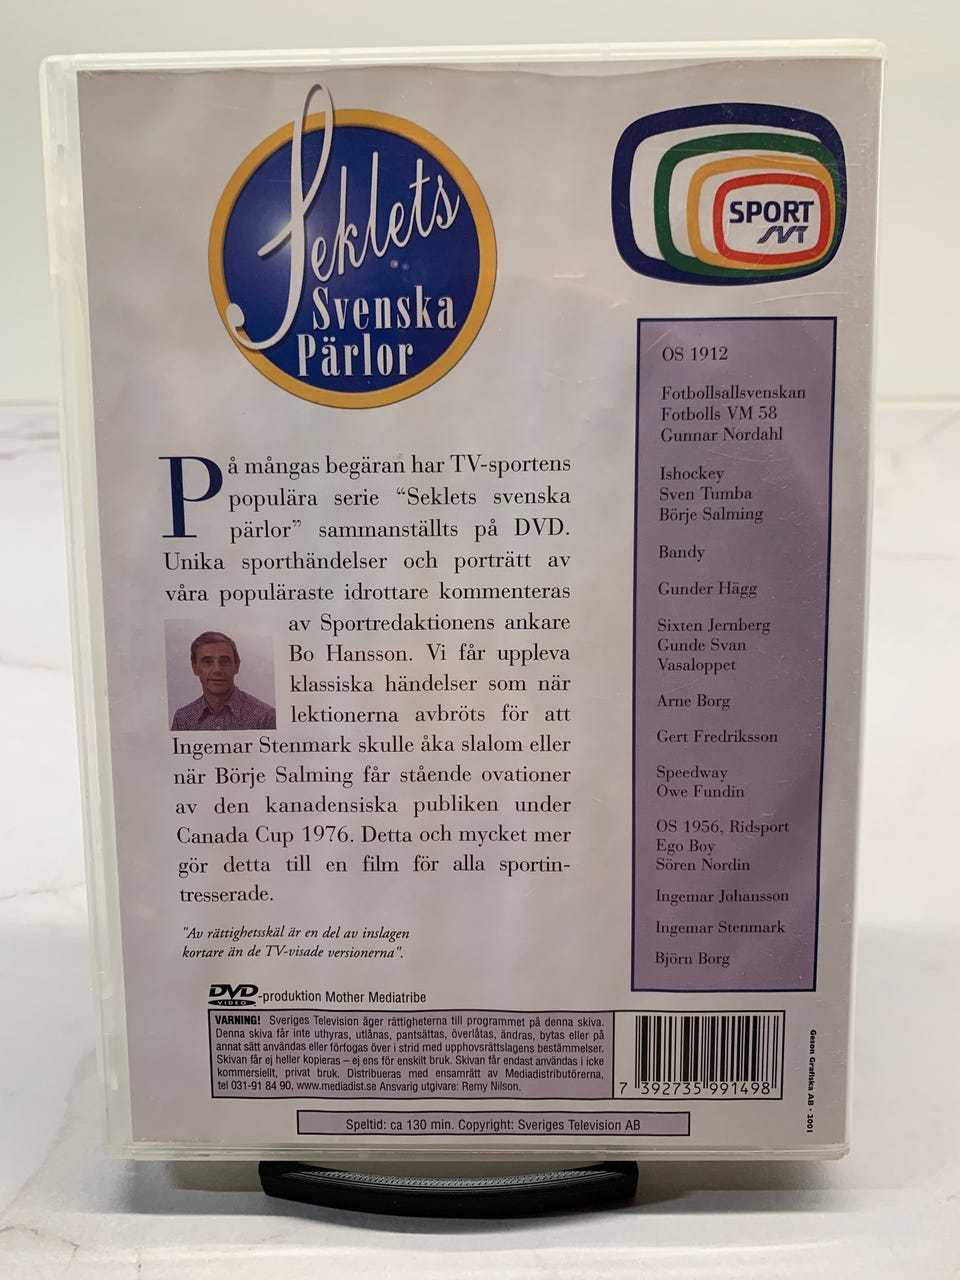 Seklets
Svenska
Pärlor
SPORT
SVT
På mångas begäran har TV-sportens
populära serie “Seklets svenska
pärlor” sammanställts på DVD.
Unika sporthändelser och porträtt av
våra populäraste idrottare kommenteras
av Sportredaktionens ankare
Bo Hansson. Vi får uppleva
klassiska händelser som när
lektionerna avbröts för att
Ingemar Stenmark skulle åka slalom eller
när Börje Salming får stående ovationer
av den kanadensiska publiken under
Canada Cup 1976. Detta och mycket mer
gör detta till en film för alla sportin-
tresserade.
"Av rättighetsskäl är en del av inslagen
kortare än de TV-visade versionerna".
OS 1912
Fotbollsallsvenskan
Fotbolls VM 58
Gunnar Nordahl
Ishockey
Sven Tumba
Börje Salming
Bandy
Gunder Hägg
Sixten Jernberg
Gunde Svan
Vasaloppet
Arne Borg
Gert Fredriksson
Speedway
Owe Fundin
OS 1956, Ridsport
Ego Boy
Sören Nordin
Ingemar Johansson
Ingemar Stenmark
Björn Borg
DVD VIDEO -produktion Mother Mediatribe
VARNING! Sveriges Television äger rättigheterna till programmet på denna skiva.
Denna skiva får inte uthyras, utlånas, pantsättas, överlåtas, ändras, bytas eller på
annat sätt användas eller förfogas över i strid med upphovsrättslagens bestämmelser.
Skivan får ej heller kopieras – ej ens för enskilt bruk. Skivan får endast användas i icke
kommersiellt, privat bruk. Distribueras med ensamrätt av Mediadistributörerna,
tel 031-91 84 90, www.mediadist.se Ansvarig utgivare: Remy Nilson.
7 392735 991498
Speltid: ca 130 min. Copyright: Sveriges Television AB
Geson Grafiska AB • 2001